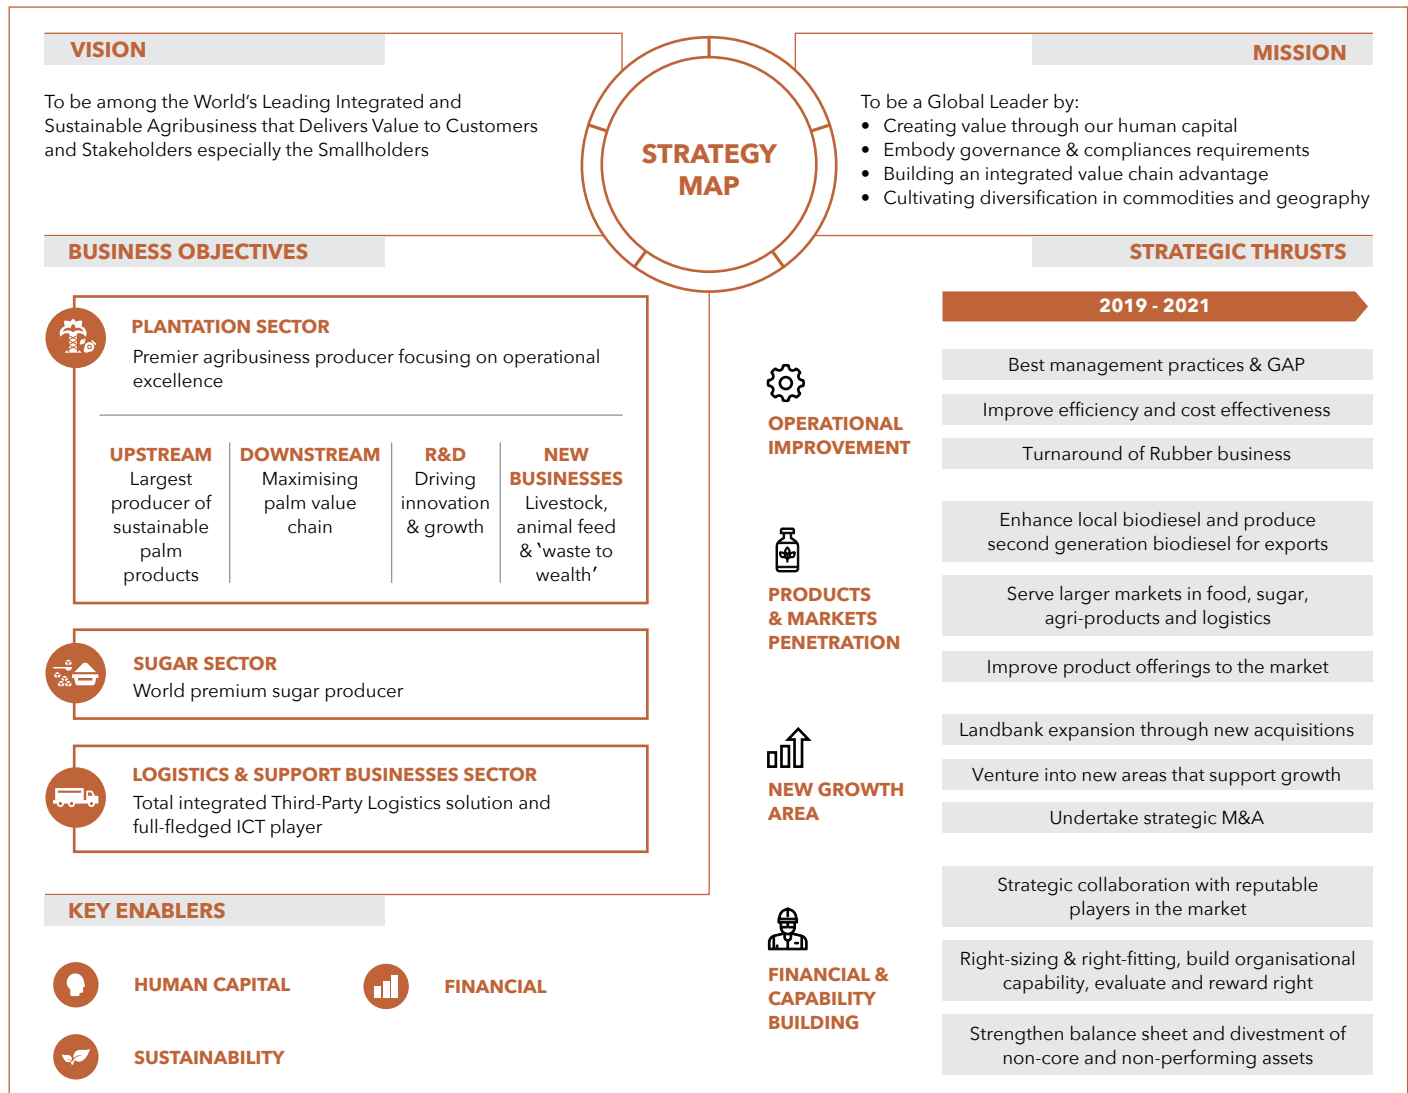 VISION
To be among the World's Leading Integrated and
Sustainable Agribusiness that Delivers Value to Customers
and Stakeholders especially the Smallholders
STRATEGY
MAP
MISSION
To be a Global Leader by:
• Creating value through our human capital
• Embody governance & compliances requirements
• Building an integrated value chain advantage
• Cultivating diversification in commodities and geography
BUSINESS OBJECTIVES
PLANTATION SECTOR
Premier agribusiness producer focusing on operational
excellence
UPSTREAM
Largest
producer of
sustainable
palm
products
DOWNSTREAM
Maximising
palm value
chain
R&D
Driving
innovation
& growth
NEW
BUSINESSES
Livestock,
animal feed
& 'waste to
wealth'
SUGAR SECTOR
World premium sugar producer
LOGISTICS & SUPPORT BUSINESSES SECTOR
Total integrated Third-Party Logistics solution and
full-fledged ICT player
KEY ENABLERS
HUMAN CAPITAL
FINANCIAL
SUSTAINABILITY
STRATEGIC THRUSTS
2019 - 2021
OPERATIONAL
IMPROVEMENT
Best management practices & GAP
Improve efficiency and cost effectiveness
Turnaround of Rubber business
PRODUCTS
& MARKETS
PENETRATION
Enhance local biodiesel and produce
second generation biodiesel for exports
Serve larger markets in food, sugar,
agri-products and logistics
Improve product offerings to the market
NEW GROWTH
AREA
Landbank expansion through new acquisitions
Venture into new areas that support growth
Undertake strategic M&A
FINANCIAL &
CAPABILITY
BUILDING
Strategic collaboration with reputable
players in the market
Right-sizing & right-fitting, build organisational
capability, evaluate and reward right
Strengthen balance sheet and divestment of
non-core and non-performing assets